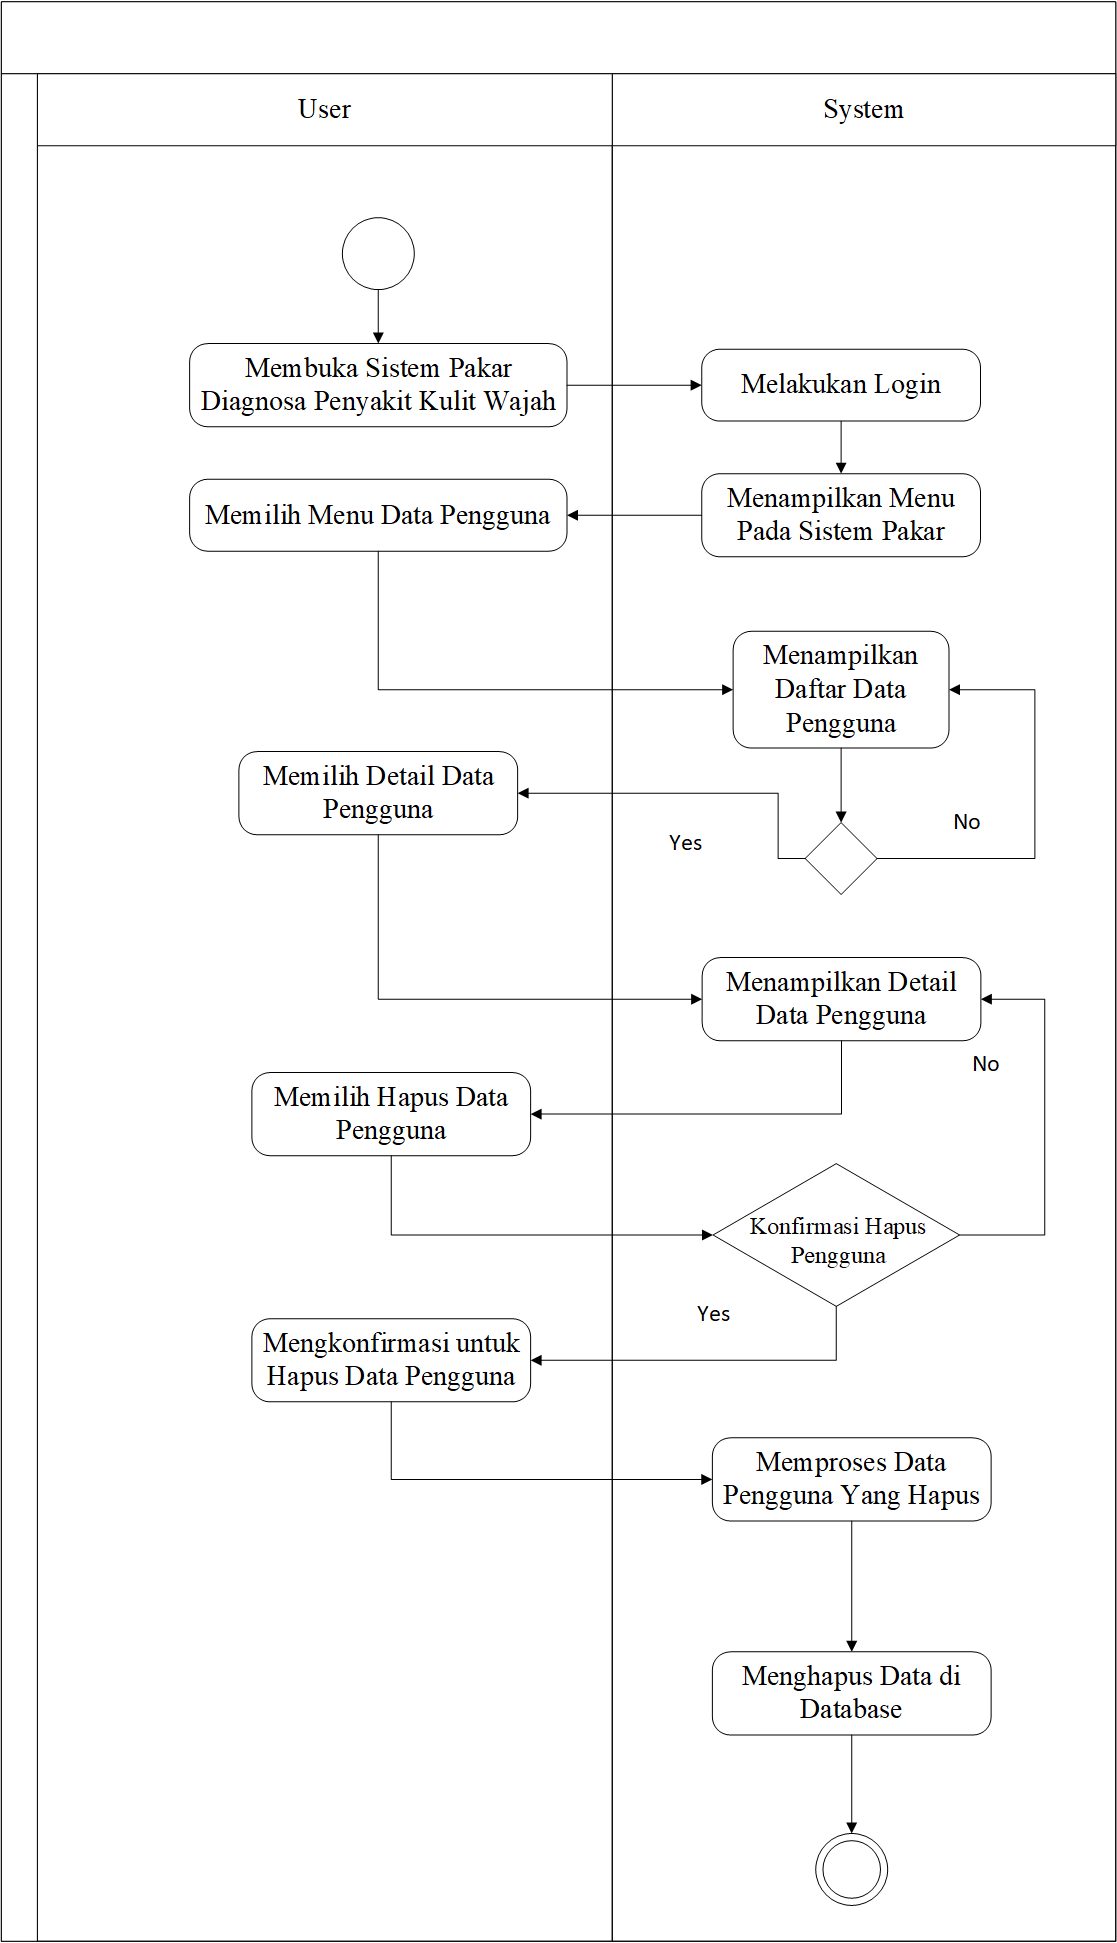 User
System
Membuka Sistem Pakar
Diagnosa Penyakit Kulit Wajah
Melakukan Login
Menampilkan Menu
Pada Sistem Pakar
Memilih Menu Data Pengguna
Menampilkan
Daftar Data
Pengguna
Memilih Detail Data
Pengguna
Yes
No
Menampilkan Detail
Data Pengguna
No
Memilih Hapus Data
Pengguna
Konfirmasi Hapus
Pengguna
Yes
Mengkonfirmasi untuk
Hapus Data Pengguna
Memproses Data
Pengguna Yang Hapus
Menghapus Data di
Database